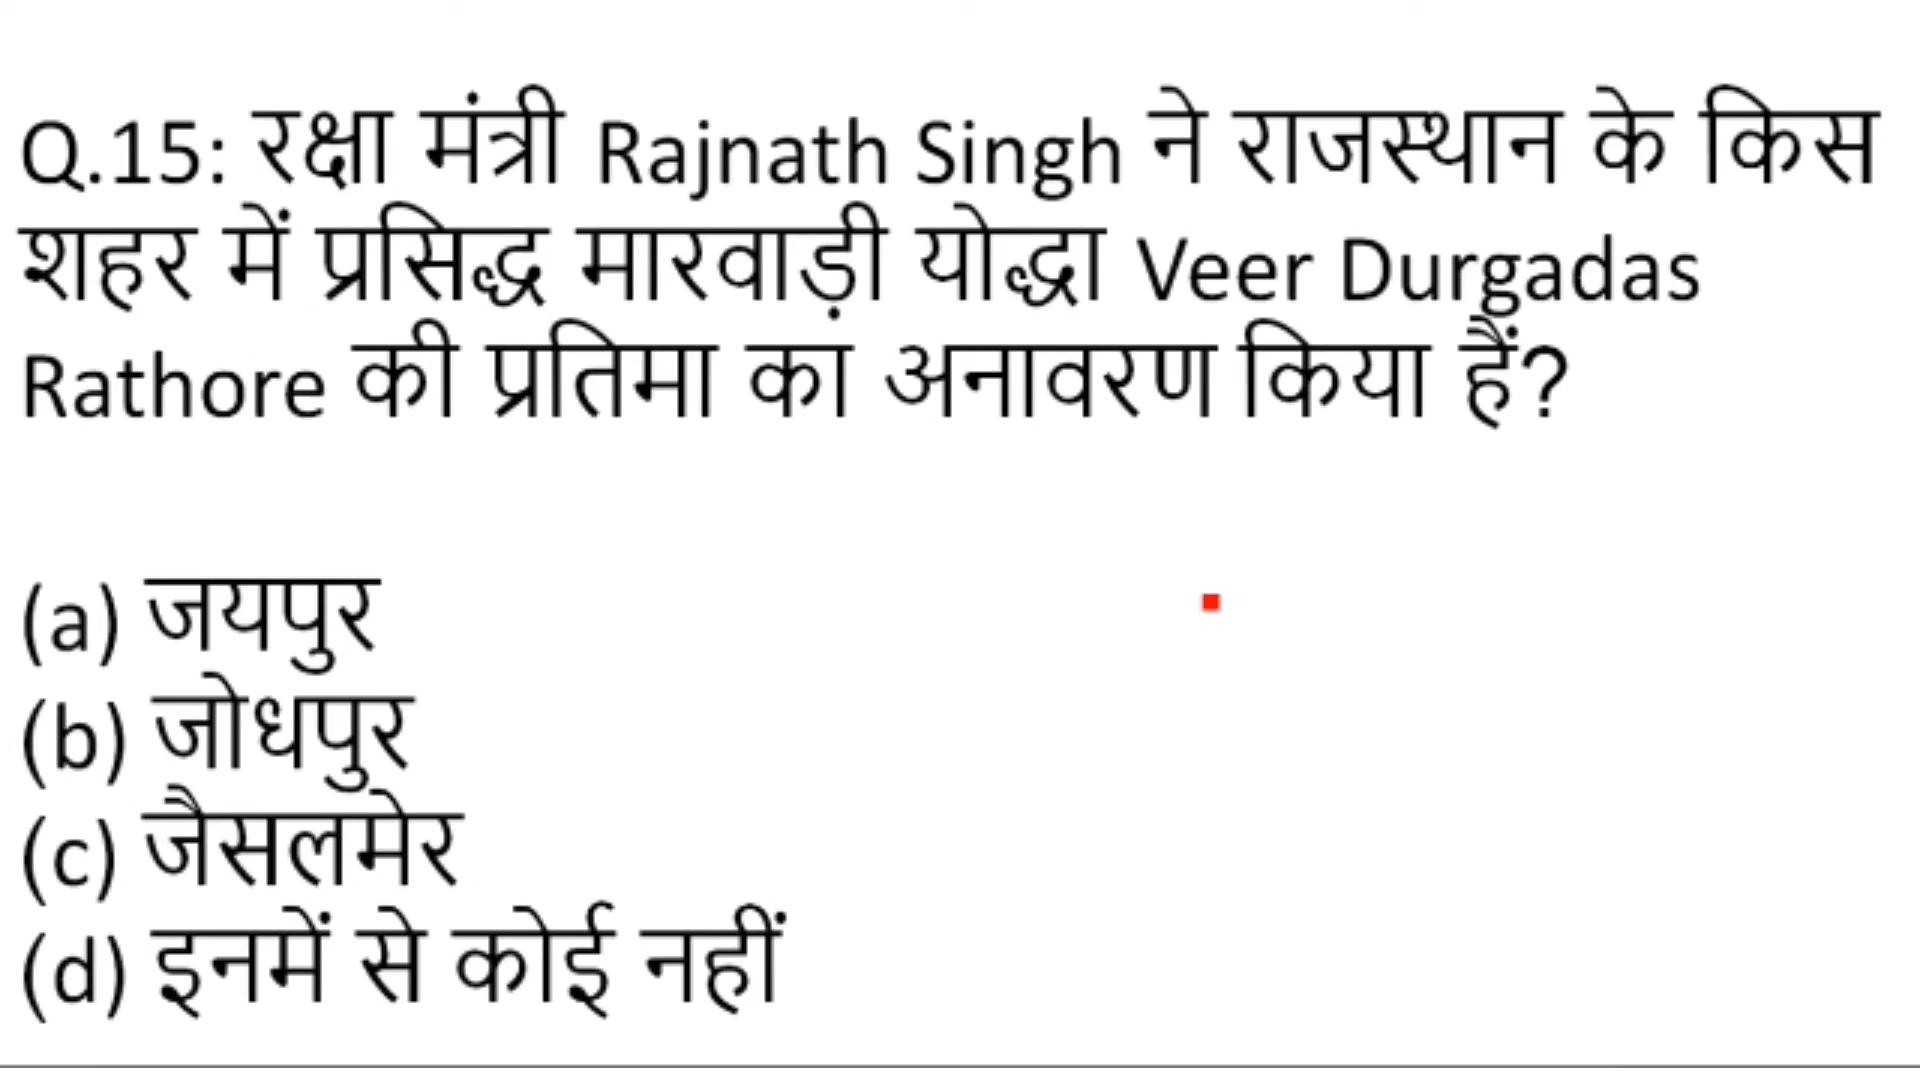 Q.15: रक्षा मंत्री Rajnath Singh ने राजस्थान के किस
शहर में प्रसिद्ध मारवाड़ी योद्धा Veer Durgadas
Rathore की प्रतिमा का अनावरण किया हैं?
(a) जयपुर
(b) जोधपुर
(c) जैसलमेर
(d) इनमें से कोई नहीं